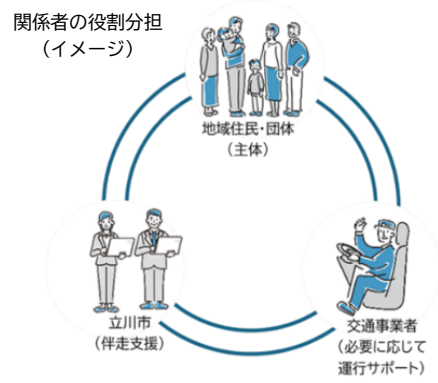 関係者の役割分担
（イメージ）
地域住民・団体
（主体）
立川市
（伴走支援）
交通事業者
（必要に応じて
運行サポート）